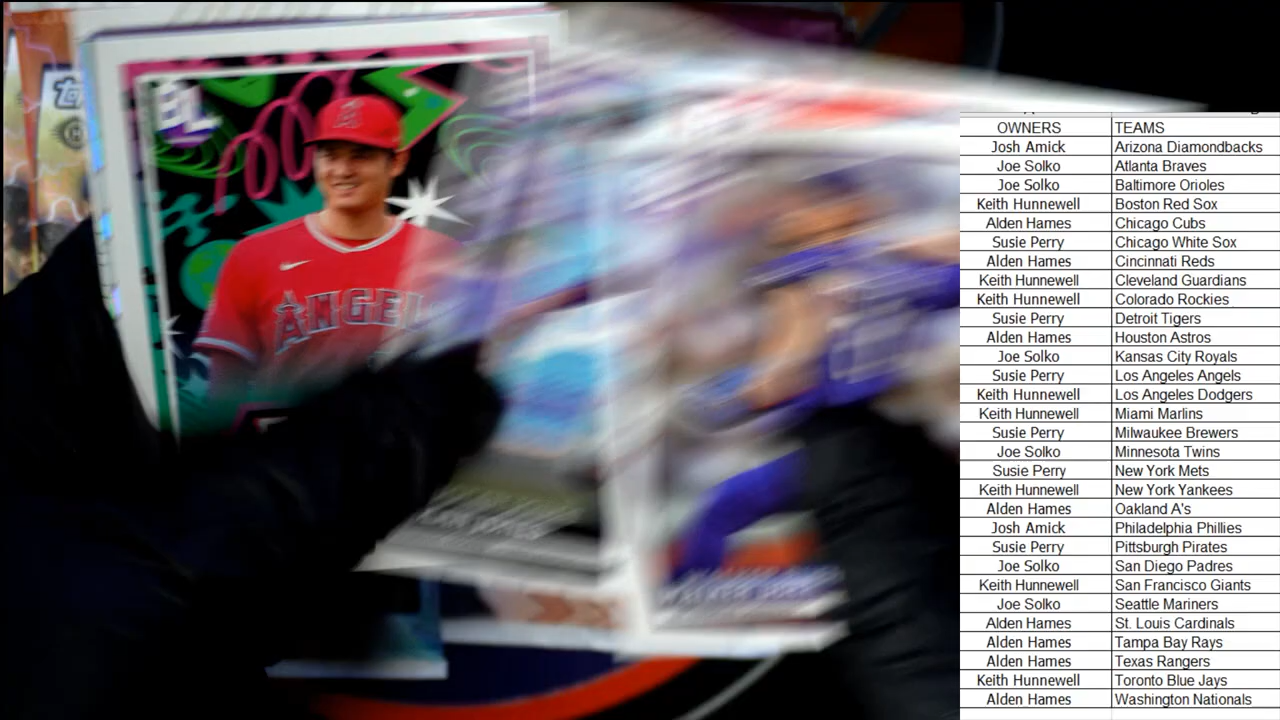 BL
A
ANGEL
OWNERS TEAMS
Josh Amick Arizona Diamondbacks
Joe Solko Atlanta Braves
Joe Solko Baltimore Orioles
Keith Hunnewell Boston Red Sox
Alden Hames Chicago Cubs
Susie Perry Chicago White Sox
Alden Hames Cincinnati Reds
Keith Hunnewell Cleveland Guardians
Keith Hunnewell Colorado Rockies
Susie Perry Detroit Tigers
Alden Hames Houston Astros
Joe Solko Kansas City Royals
Susie Perry Los Angeles Angels
Keith Hunnewell Los Angeles Dodgers
Keith Hunnewell Miami Marlins
Susie Perry Milwaukee Brewers
Joe Solko Minnesota Twins
Susie Perry New York Mets
Keith Hunnewell New York Yankees
Alden Hames Oakland A's
Josh Amick Philadelphia Phillies
Susie Perry Pittsburgh Pirates
Joe Solko San Diego Padres
Keith Hunnewell San Francisco Giants
Joe Solko Seattle Mariners
Alden Hames St. Louis Cardinals
Alden Hames Tampa Bay Rays
Alden Hames Texas Rangers
Keith Hunnewell Toronto Blue Jays
Alden Hames Washington Nationals